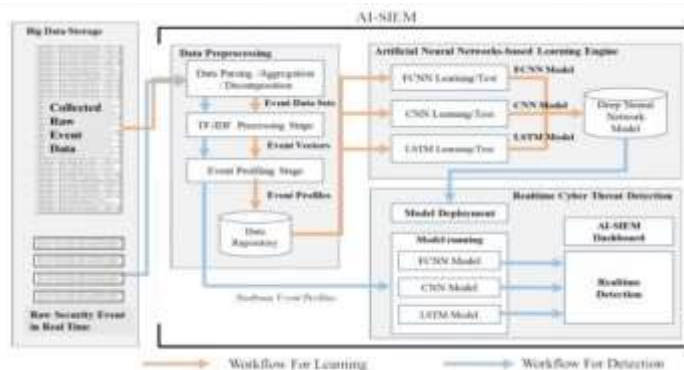 AI-SIEM
Big Data Storage
Collected
Raw
Event
Data
Raw Security Event
in Real Time
Data Preprocessing
Data Parsing /Aggregation
/Decomposition
Event Data Sets
TF-IDF Processing Stage
Event Vectors
Event Profiling Stage
Event Profiles
Data
Repository
Event Profiles
Artificial Neural Networks-based Learning Engine
FCNN Model
FCNN Learning/Test
CNN Learning/Test
CNN Model
LSTM Model
LSTM Learning/Test
Deep Neural
Network
Model
Realtime Cyber Threat Detection
Model Deployment
Model running
FCNN Model
CNN Model
LSTM Model
AI-SIEM
Dashboard
Realtime
Detection
Workflow For Learning
Workflow For Detection